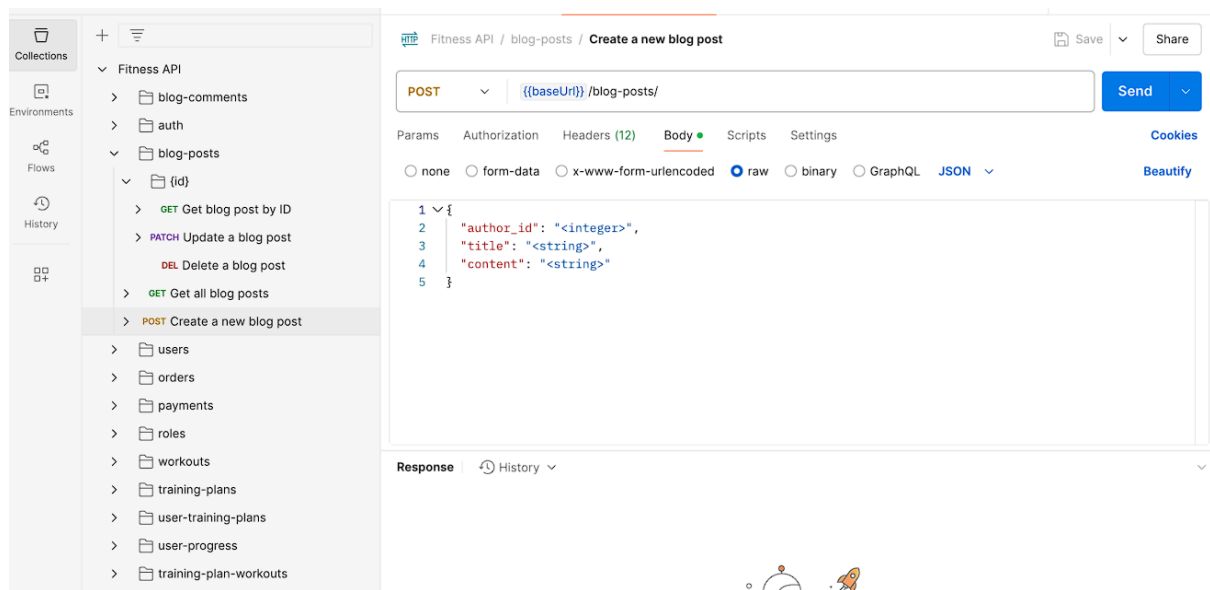 Collections
Environments
Flows
History
Fitness API
blog-comments
auth
blog-posts
{id}
GET Get blog post by ID
PATCH Update a blog post
DEL Delete a blog post
GET Get all blog posts
POST Create a new blog post
users
orders
payments
roles
workouts
training-plans
user-training-plans
user-progress
training-plan-workouts
HTTP Fitness API / blog-posts / Create a new blog post Save Share
POST {{baseUrl}} /blog-posts/ Send
Params Authorization Headers (12) Body Scripts Settings Cookies
none form-data x-www-form-urlencoded raw binary GraphQL JSON Beautify
1 {
2 "author_id": "<integer>",
3 "title": "<string>",
4 "content": "<string>"
5 }
Response History